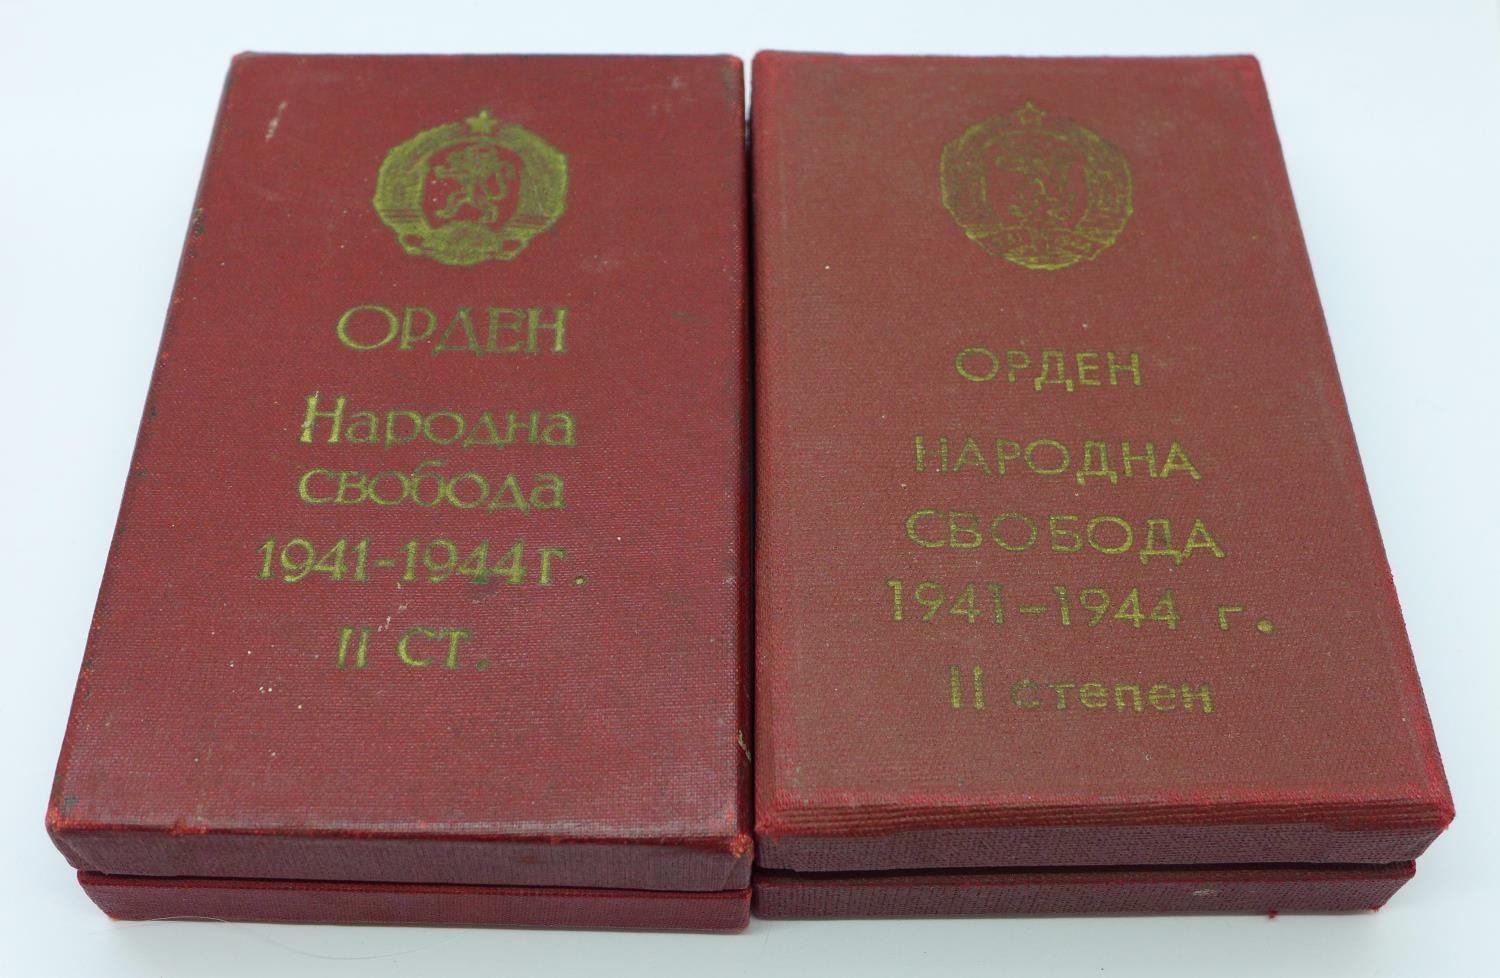 ОРДЕН
Народна
свобода
1941-1944 г.
II СТ.
ОРДЕН
НАРОДНА
СВОБОДА
1941-1944 г.
II степен